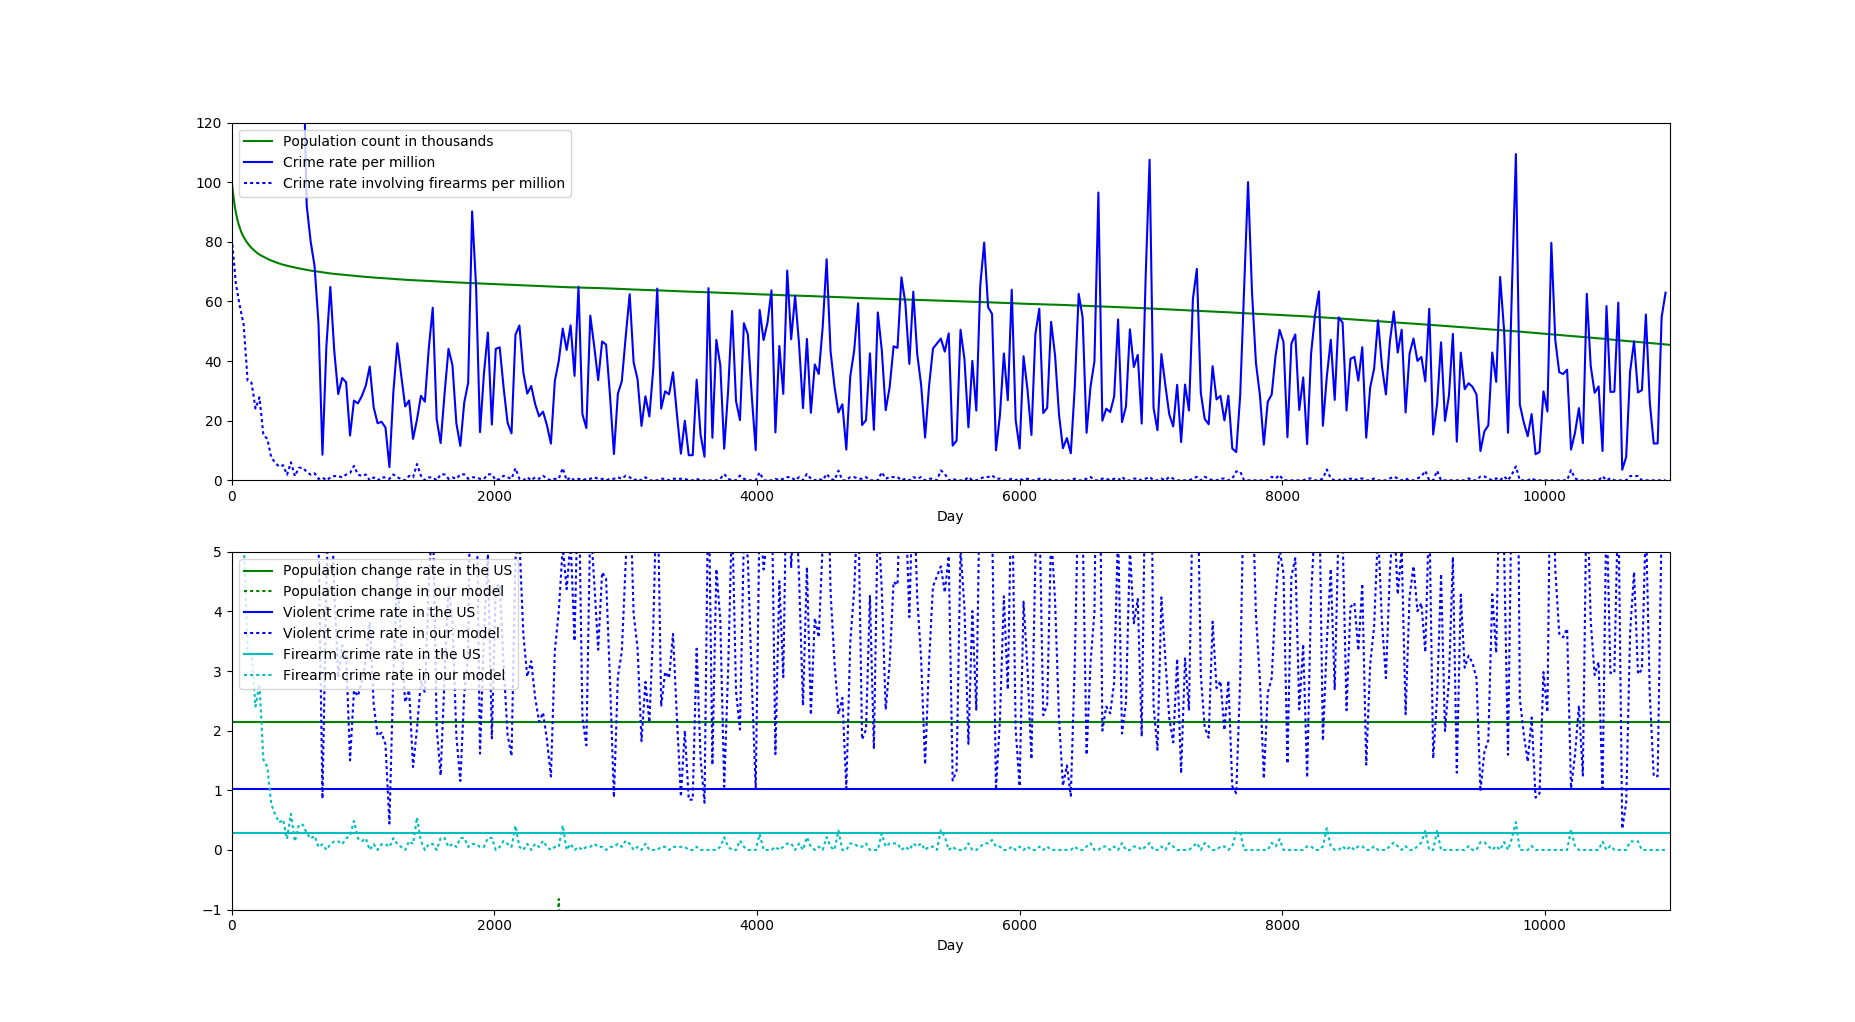 120
100
80
60
40
20
0
Population count in thousands
Crime rate per million
Crime rate involving firearms per million
0 2000 4000 6000 8000 10000
Day
5
4
3
2
1
0
−1
Population change rate in the US
Population change in our model
Violent crime rate in the US
Violent crime rate in our model
Firearm crime rate in the US
Firearm crime rate in our model
0 2000 4000 6000 8000 10000
Day